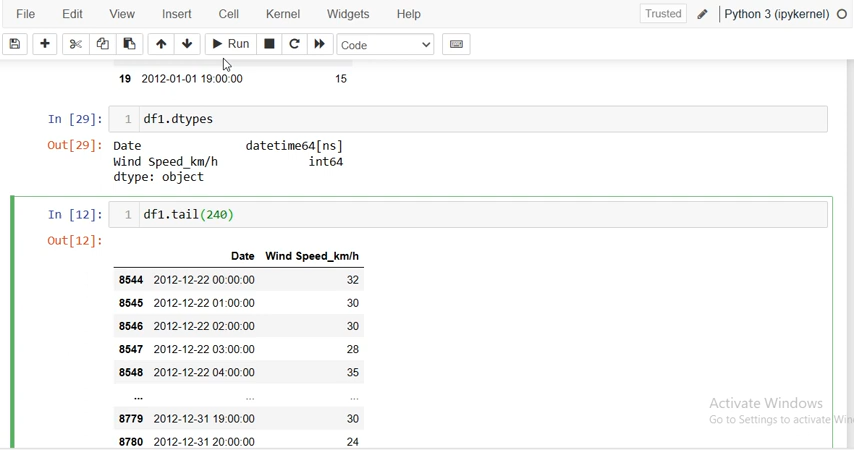 File Edit View Insert Cell Kernel Widgets Help Trusted Python 3 (ipykernel)
Run Code
19 2012-01-01 19:00:00 15
In [29]: 1 df1.dtypes
Out[29]: Date datetime64[ns]
Wind Speed_km/h int64
dtype: object
In [12]: 1 df1.tail(240)
Out[12]:
Date Wind Speed_km/h
8544 2012-12-22 00:00:00 32
8545 2012-12-22 01:00:00 30
8546 2012-12-22 02:00:00 30
8547 2012-12-22 03:00:00 28
8548 2012-12-22 04:00:00 35
... ... ...
8779 2012-12-31 19:00:00 30
8780 2012-12-31 20:00:00 24
Activate Windows
Go to Settings to activate Win